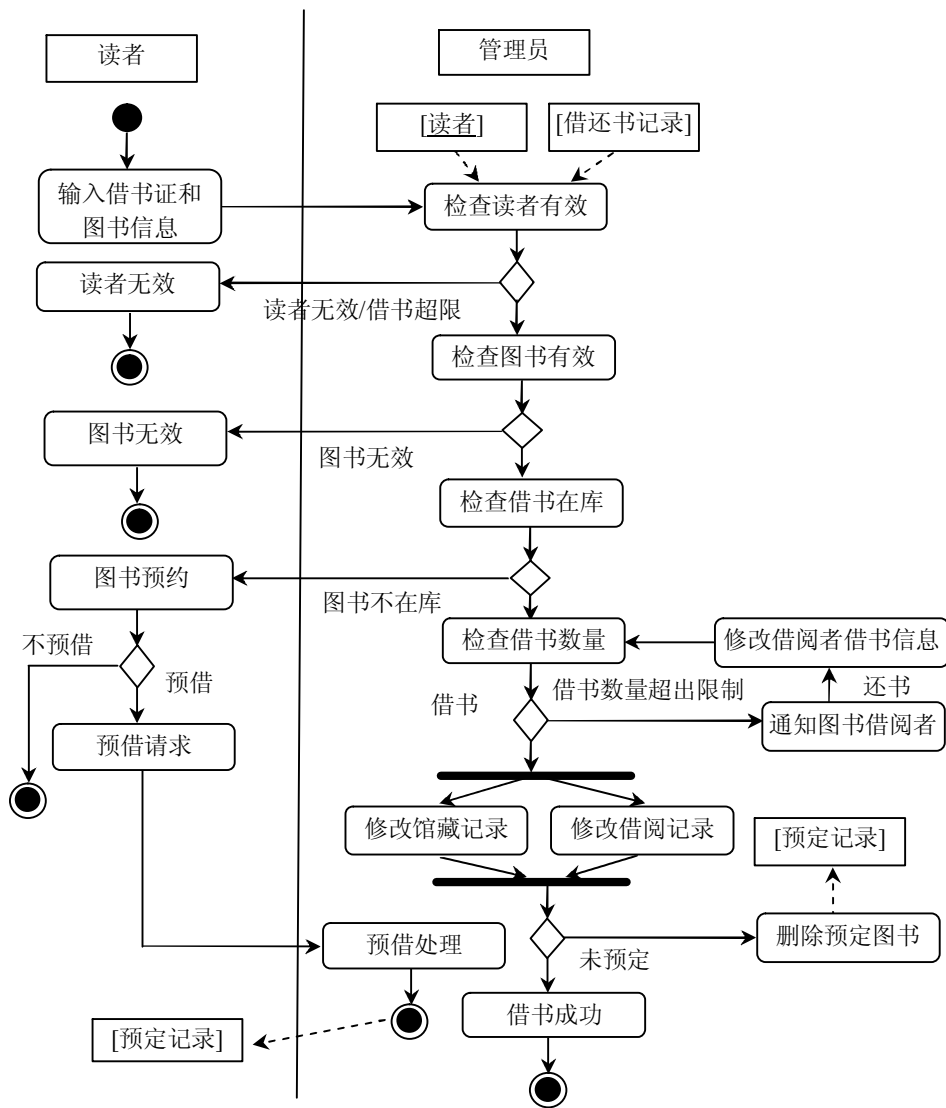 读者
管理员
[读者]
[借还书记录]
输入借书证和
图书信息
检查读者有效
读者无效
读者无效/借书超限
检查图书有效
图书无效
图书无效
检查借书在库
图书预约
图书不在库
检查借书数量
修改借阅者借书信息
不预借
预借
借书
借书数量超出限制
还书
通知图书借阅者
预借请求
修改馆藏记录
修改借阅记录
[预定记录]
预借处理
未预定
删除预定图书
借书成功
[预定记录]